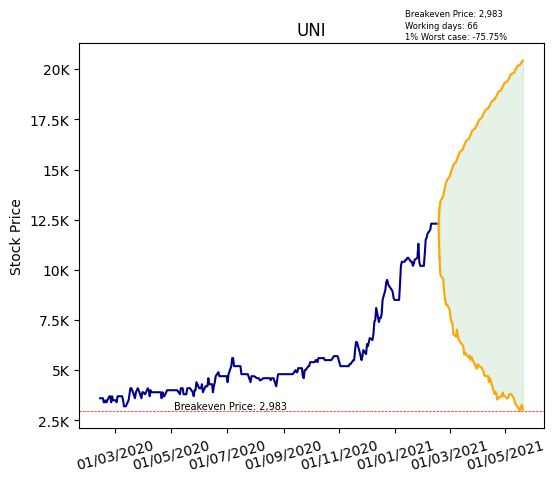 Breakeven Price: 2,983
Working days: 66
1% Worst case: -75.75%
UNI
20K
17.5K
15K
12.5K
10K
7.5K
5K
2.5K
Stock Price
Breakeven Price: 2,983
01/03/2020
01/05/2020
01/07/2020
01/09/2020
01/11/2020
01/01/2021
01/03/2021
01/05/2021